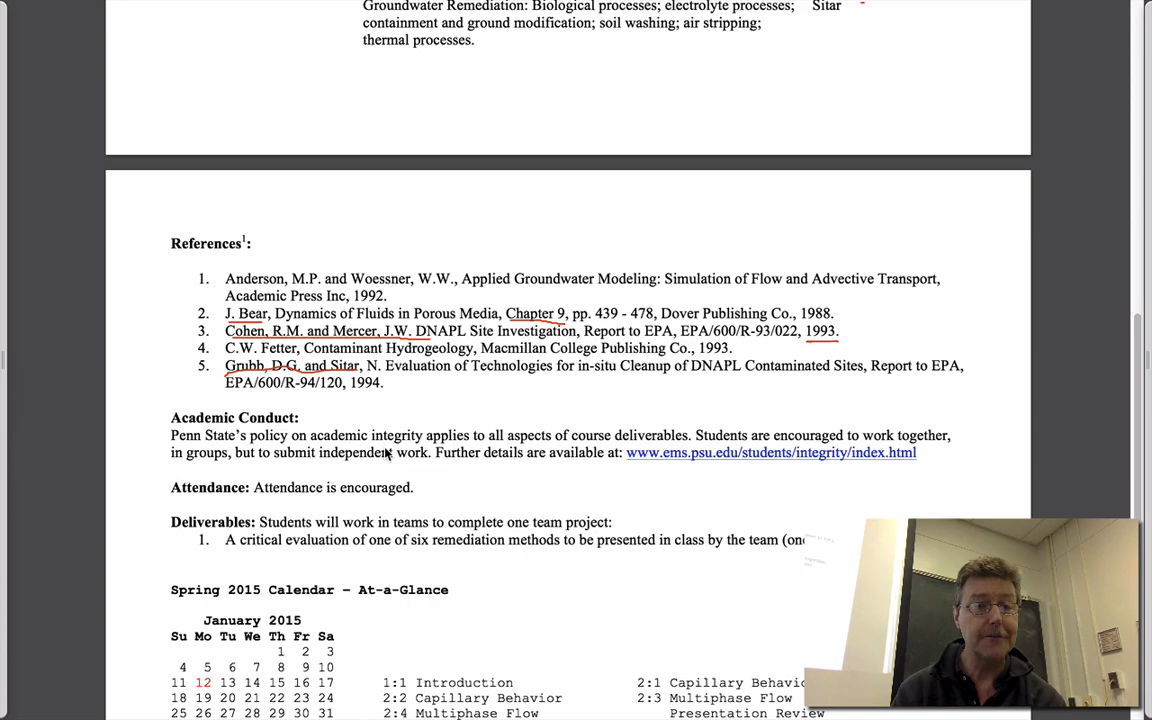 Groundwater Remediation: Biological processes; electrolyte processes; Sitar
containment and ground modification; soil washing; air stripping;
thermal processes.
References1:
1. Anderson, M.P. and Woessner, W.W., Applied Groundwater Modeling: Simulation of Flow and Advective Transport,
Academic Press Inc, 1992.
2. J. Bear, Dynamics of Fluids in Porous Media, Chapter 9, pp. 439 - 478, Dover Publishing Co., 1988.
3. Cohen, R.M. and Mercer, J.W. DNAPL Site Investigation, Report to EPA, EPA/600/R-93/022, 1993.
4. C.W. Fetter, Contaminant Hydrogeology, Macmillan College Publishing Co., 1993.
5. Grubb, D.G. and Sitar, N. Evaluation of Technologies for in-situ Cleanup of DNAPL Contaminated Sites, Report to EPA,
EPA/600/R-94/120, 1994.
Academic Conduct:
Penn State's policy on academic integrity applies to all aspects of course deliverables. Students are encouraged to work together,
in groups, but to submit independent work. Further details are available at: www.ems.psu.edu/students/integrity/index.html
Attendance: Attendance is encouraged.
Deliverables: Students will work in teams to complete one team project:
1. A critical evaluation of one of six remediation methods to be presented in class by the team (one
Spring 2015 Calendar – At-a-Glance
January 2015
Su Mo Tu We Th Fr Sa
1 2 3
4 5 6 7 8 9 10
11 12 13 14 15 16 17 1:1 Introduction 2:1 Capillary Behavio
18 19 20 21 22 23 24 2:2 Capillary Behavior 2:3 Multiphase Flow
25 26 27 28 29 30 31 2:4 Multiphase Flow Presentation Review